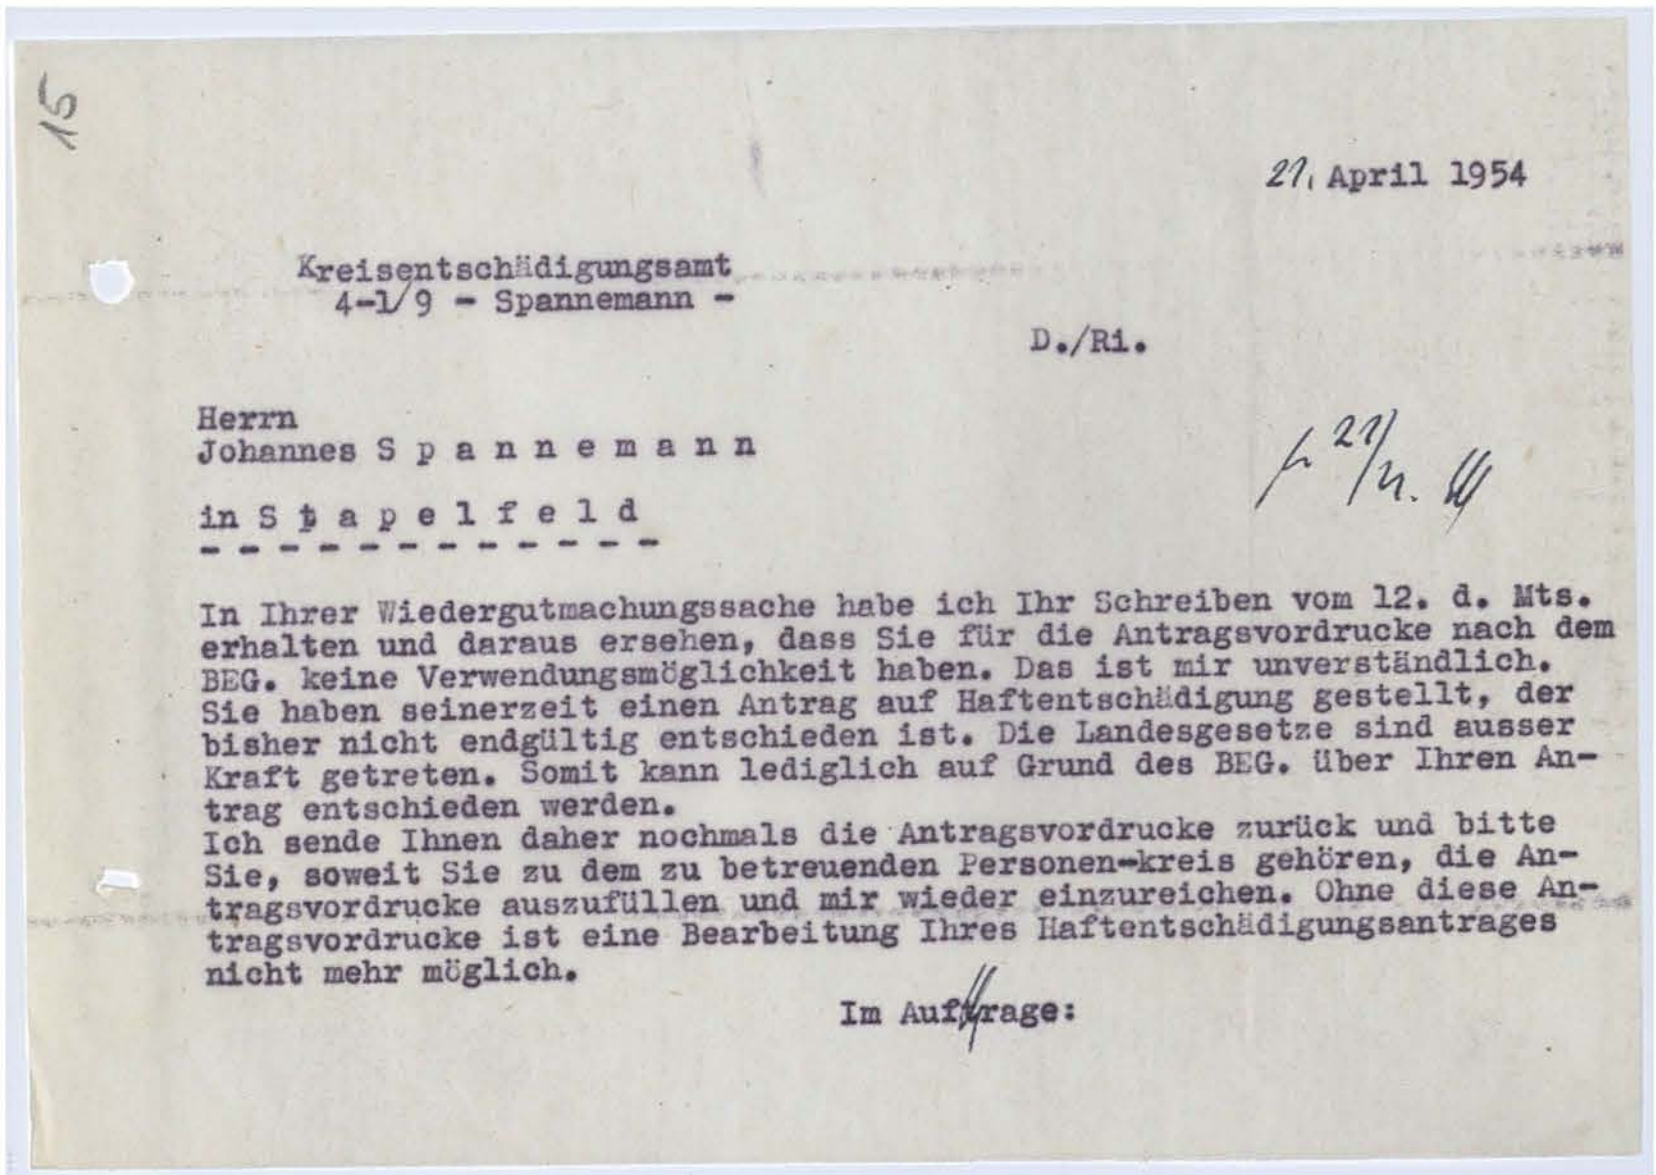 15
21. April 1954
Kreisentschädigungsamt
4-1/9 - Spannemann -
D./Ri.
Herrn
Johannes S p a n n e m a n n
in S t a p e l f e l d
- - - - - - - - - - - -
21/
In Ihrer Wiedergutmachungssache habe ich Ihr Schreiben vom 12. d. Mts.
erhalten und daraus ersehen, dass Sie für die Antragsvordrucke nach dem
BEG. keine Verwendungsmöglichkeit haben. Das ist mir unverständlich.
Sie haben seinerzeit einen Antrag auf Haftentschädigung gestellt, der
bisher nicht endgültig entschieden ist. Die Landesgesetze sind ausser
Kraft getreten. Somit kann lediglich auf Grund des BEG. über Ihren An-
trag entschieden werden.
Ich sende Ihnen daher nochmals die Antragsvordrucke zurück und bitte
Sie, soweit Sie zu dem zu betreuenden Personen-kreis gehören, die An-
tragsvordrucke auszufüllen und mir wieder einzureichen. Ohne diese An-
tragsvordrucke ist eine Bearbeitung Ihres Haftentschädigungsantrages
nicht mehr möglich.
Im Auftrage: